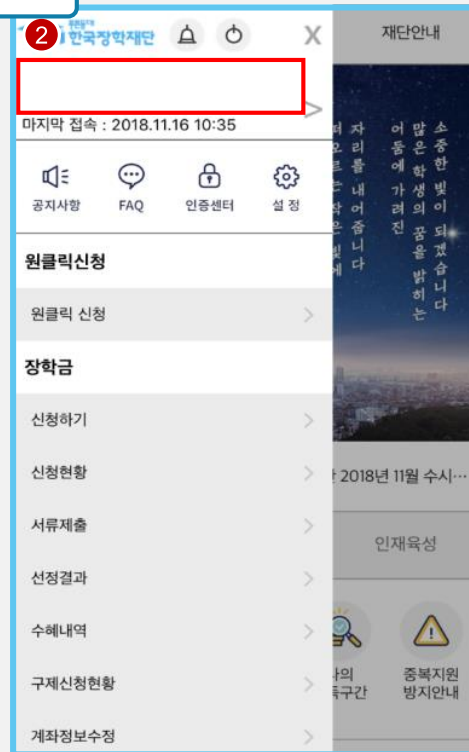 2
푸른등대
한국장학재단
X
마지막 접속 : 2018.11.16 10:35
>
공지사항 FAQ 인증센터 설 정
원클릭신청
원클릭 신청
장학금
신청하기
신청현황
서류제출
선정결과
수혜내역
구제신청현황
계좌정보수정
재단안내
소중한 빛이 되겠습니다
많은 학생의 꿈을 밝히는
어둠에 가려진
자리를 내어줍니다
2018년 11월 수시…
인재육성
중복지원
방지안내